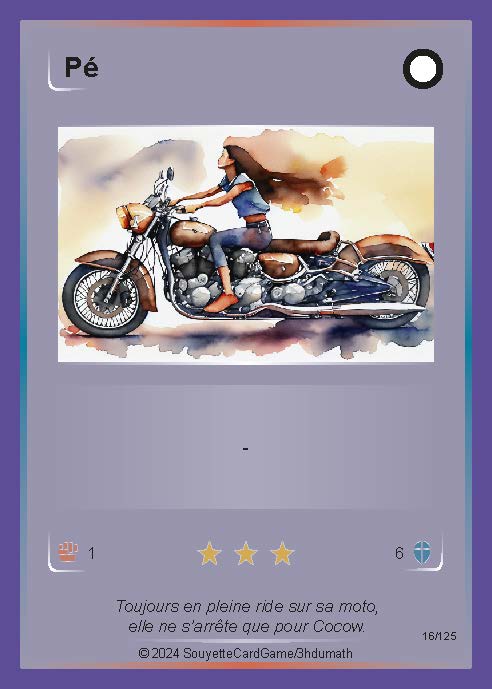 Pé
-
1
6
Toujours en pleine ride sur sa moto,
elle ne s'arrête que pour Cocow.
16/125
© 2024 SouyetteCardGame/3hdumath